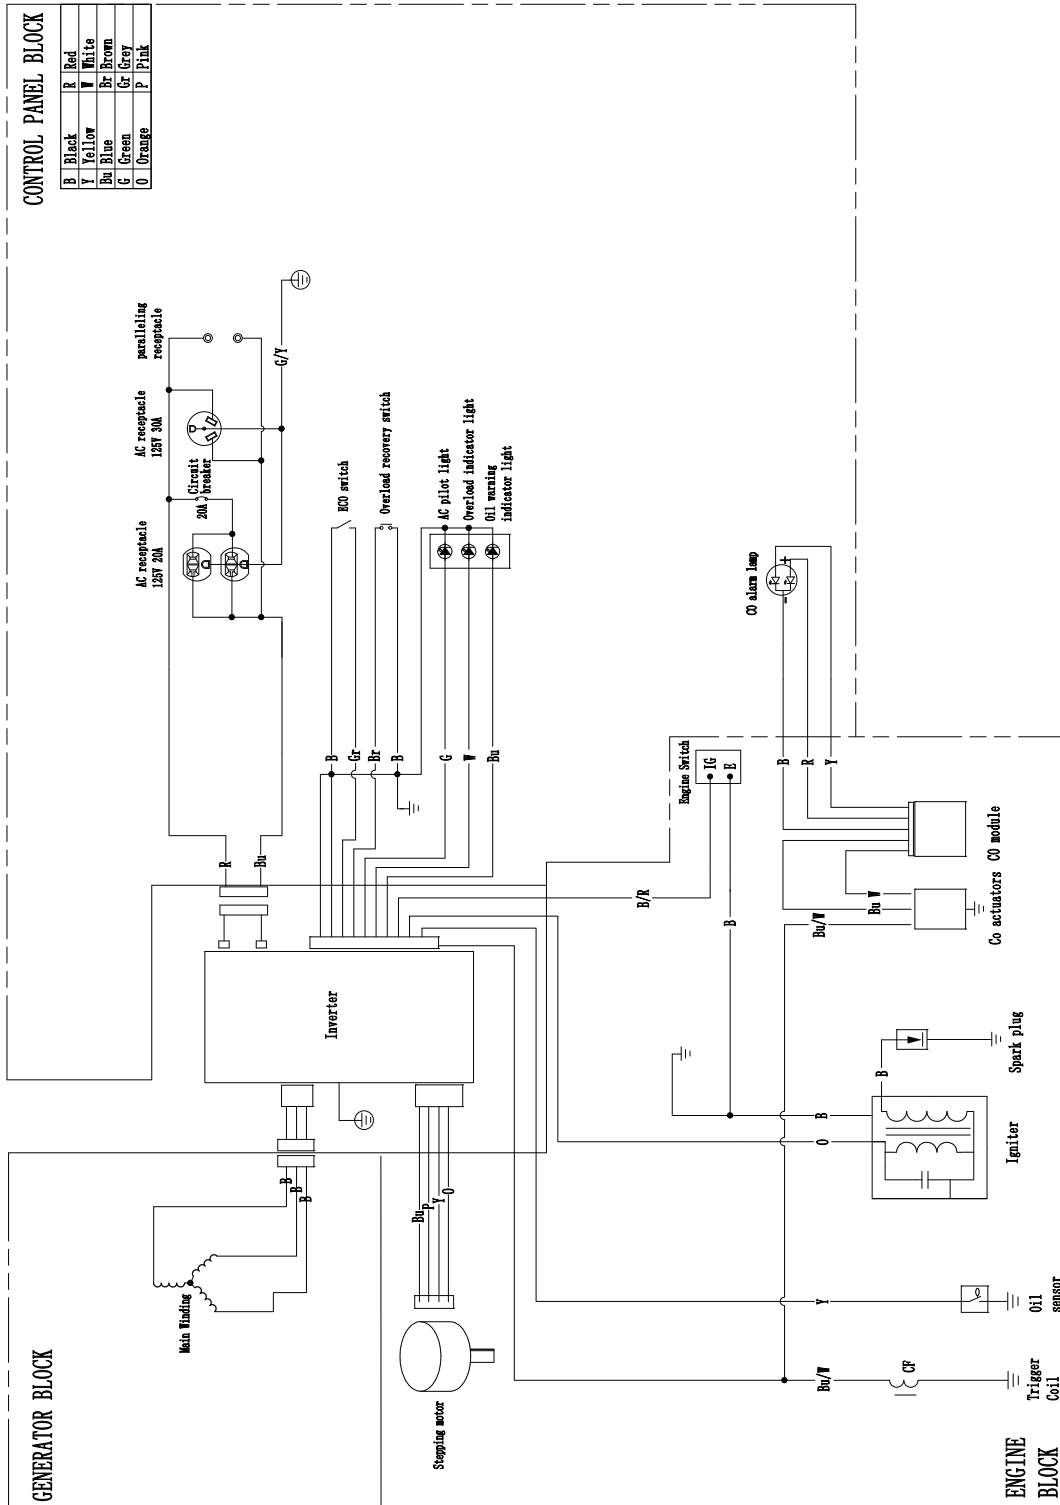 CONTROL PANEL BLOCK
B Black R Red
Y Yellow W White
Bu Blue Br Brown
G Green Gr Grey
O Orange P Pink
paralleling
receptacle
AC receptacle
125V 30A
Circuit
breaker
20A
AC receptacle
125V 20A
G/Y
R
Bu
ECO switch
Overload recovery switch
AC pilot light
Overload indicator light
Oil warning
indicator light
B
Gr
Br
B
G
W
Bu
CO alarm lamp
+
-
Engine Switch
IG
E
B
R
Y
CO module
Co actuators
Bu
W
Bu/W
B/R
B
Inverter
Spark plug
B
Igniter
B
O
GENERATOR BLOCK
Main Winding
B
B
B
Bu
P
Y
O
Stepping motor
Y
Oil
sensor
Bu/W
CF
Trigger
Coil
ENGINE
BLOCK